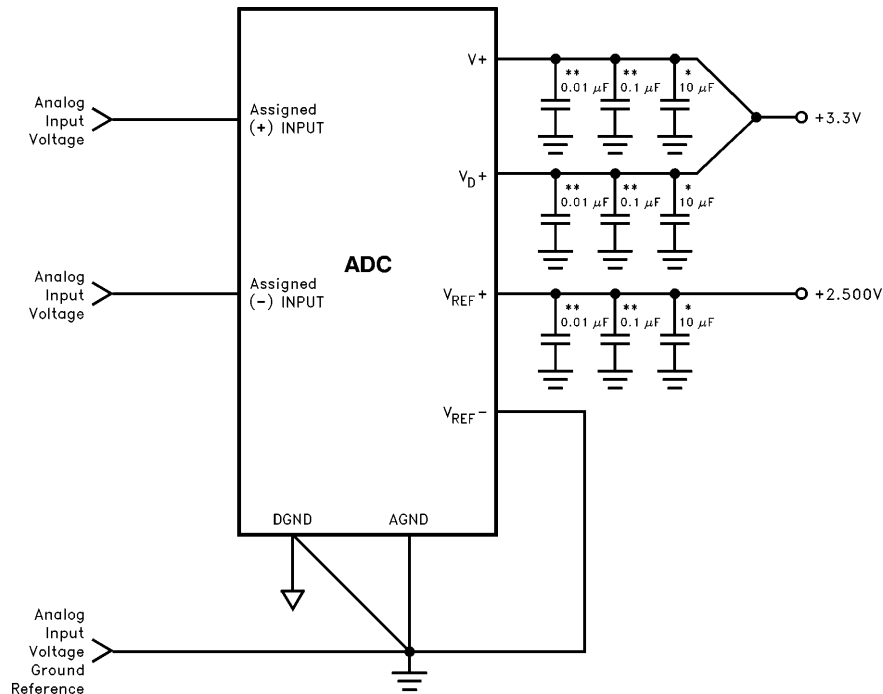 Analog
Input
Voltage
Assigned
(+) INPUT
Analog
Input
Voltage
Assigned
(-) INPUT
ADC
V+
** 0.01 μF
** 0.1 μF
* 10 μF
+3.3V
VD+
** 0.01 μF
** 0.1 μF
* 10 μF
VREF+
** 0.01 μF
** 0.1 μF
* 10 μF
+2.500V
VREF-
DGND
AGND
Analog
Input
Voltage
Ground
Reference